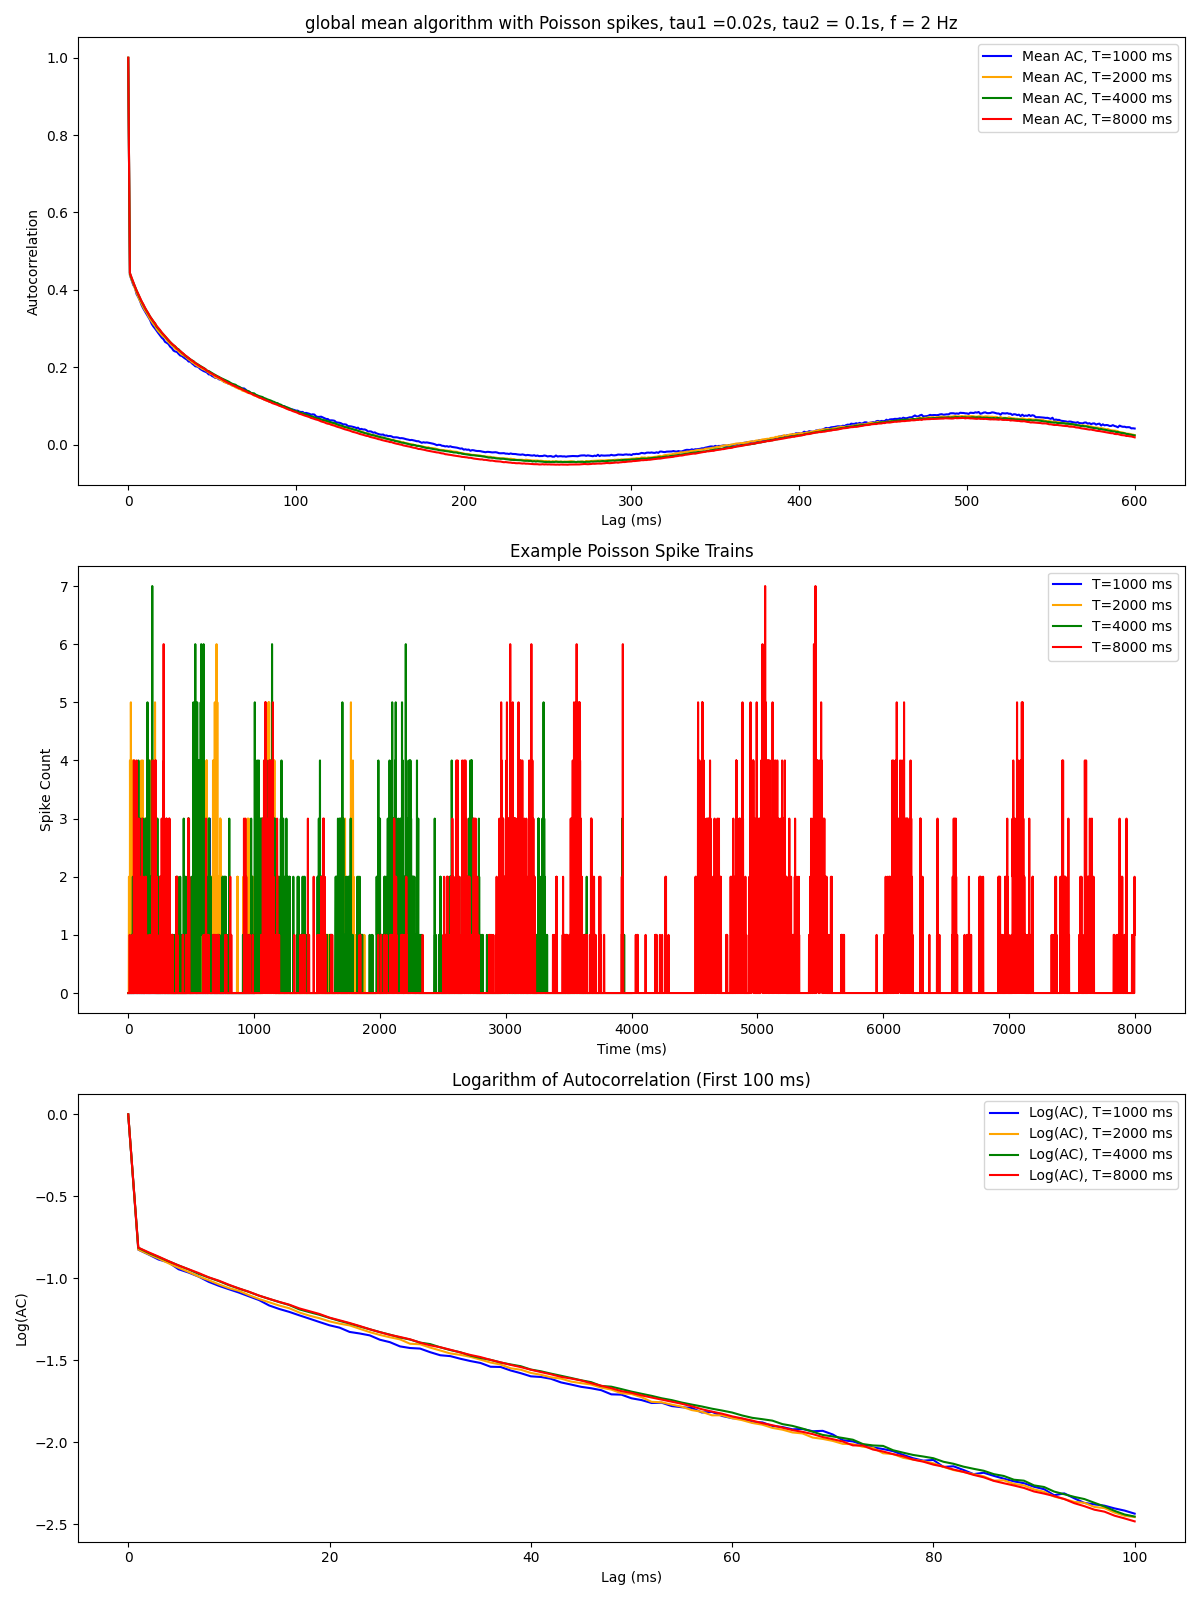 global mean algorithm with Poisson spikes, tau1 =0.02s, tau2 = 0.1s, f = 2 Hz
1.0
0.8
0.6
0.4
0.2
0.0
Autocorrelation
Mean AC, T=1000 ms
Mean AC, T=2000 ms
Mean AC, T=4000 ms
Mean AC, T=8000 ms
0 100 200 300 400 500 600
Lag (ms)
Example Poisson Spike Trains
7
6
5
4
3
2
1
0
Spike Count
T=1000 ms
T=2000 ms
T=4000 ms
T=8000 ms
0 1000 2000 3000 4000 5000 6000 7000 8000
Time (ms)
Logarithm of Autocorrelation (First 100 ms)
0.0
−0.5
−1.0
−1.5
−2.0
−2.5
Log(AC)
Log(AC), T=1000 ms
Log(AC), T=2000 ms
Log(AC), T=4000 ms
Log(AC), T=8000 ms
0 20 40 60 80 100
Lag (ms)